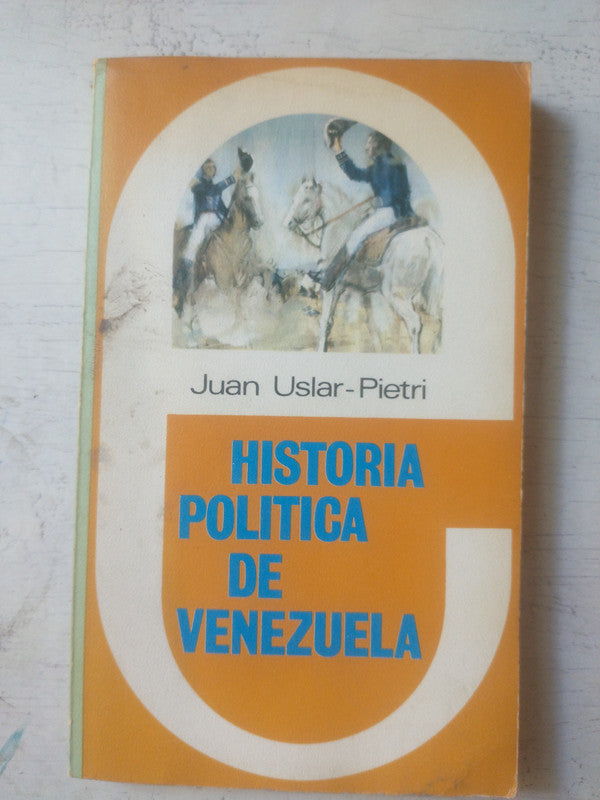 Juan Uslar-Pietri
HISTORIA
POLITICA
DE
VENEZUELA